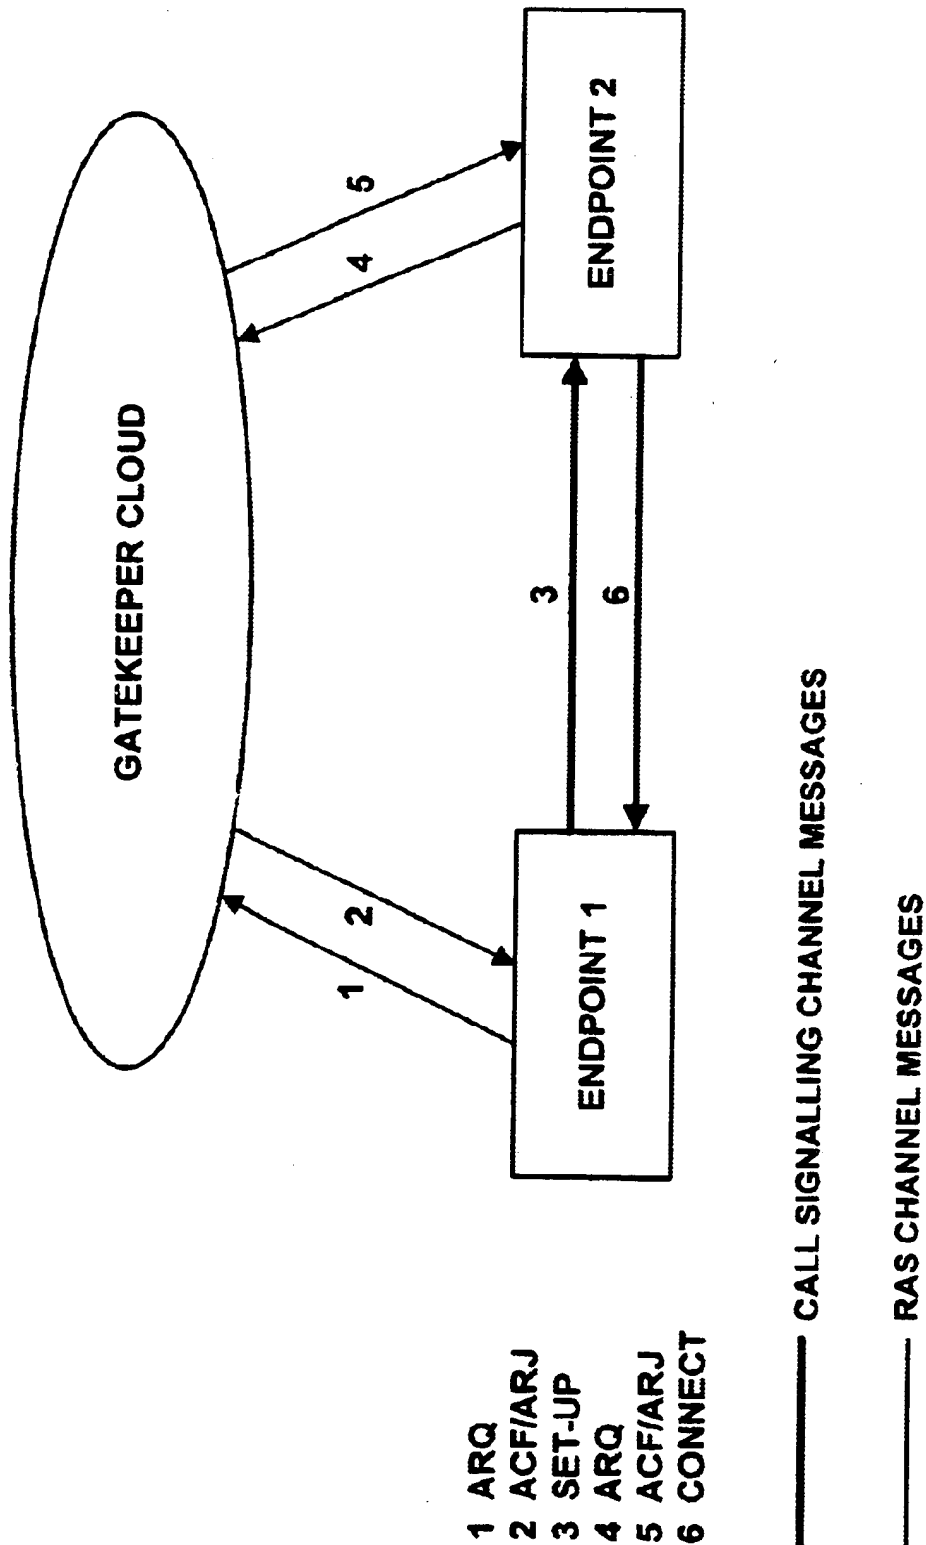 GATEKEEPER CLOUD
1
2
4
5
ENDPOINT 1
3
6
ENDPOINT 2
1 ARQ
2 ACF/ARJ
3 SET-UP
4 ARQ
5 ACF/ARJ
6 CONNECT
CALL SIGNALLING CHANNEL MESSAGES
RAS CHANNEL MESSAGES